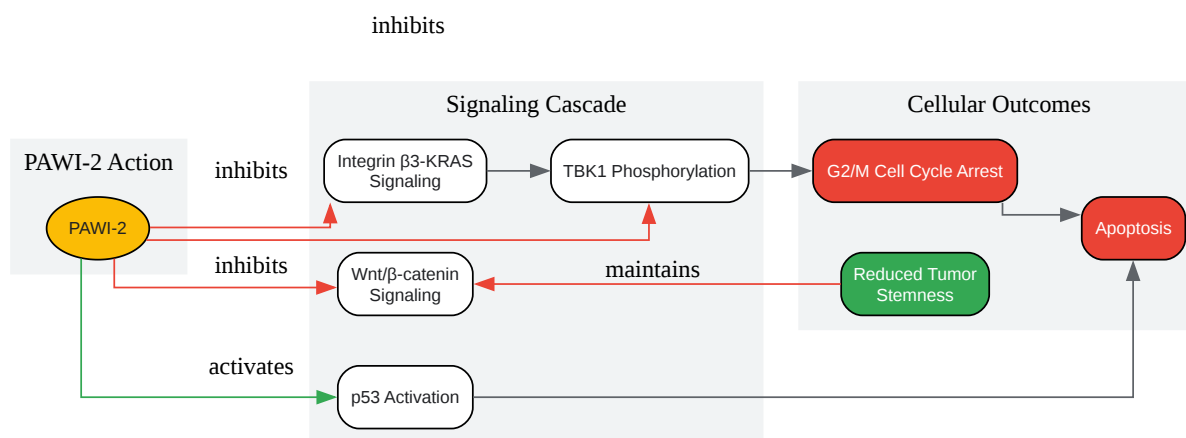 inhibits
Signaling Cascade
Cellular Outcomes
PAWI-2 Action
inhibits
Integrin β3-KRAS
Signaling
TBK1 Phosphorylation
G2/M Cell Cycle Arrest
PAWI-2
Apoptosis
inhibits
Wnt/β-catenin
Signaling
maintains
Reduced Tumor
Stemness
activates
p53 Activation